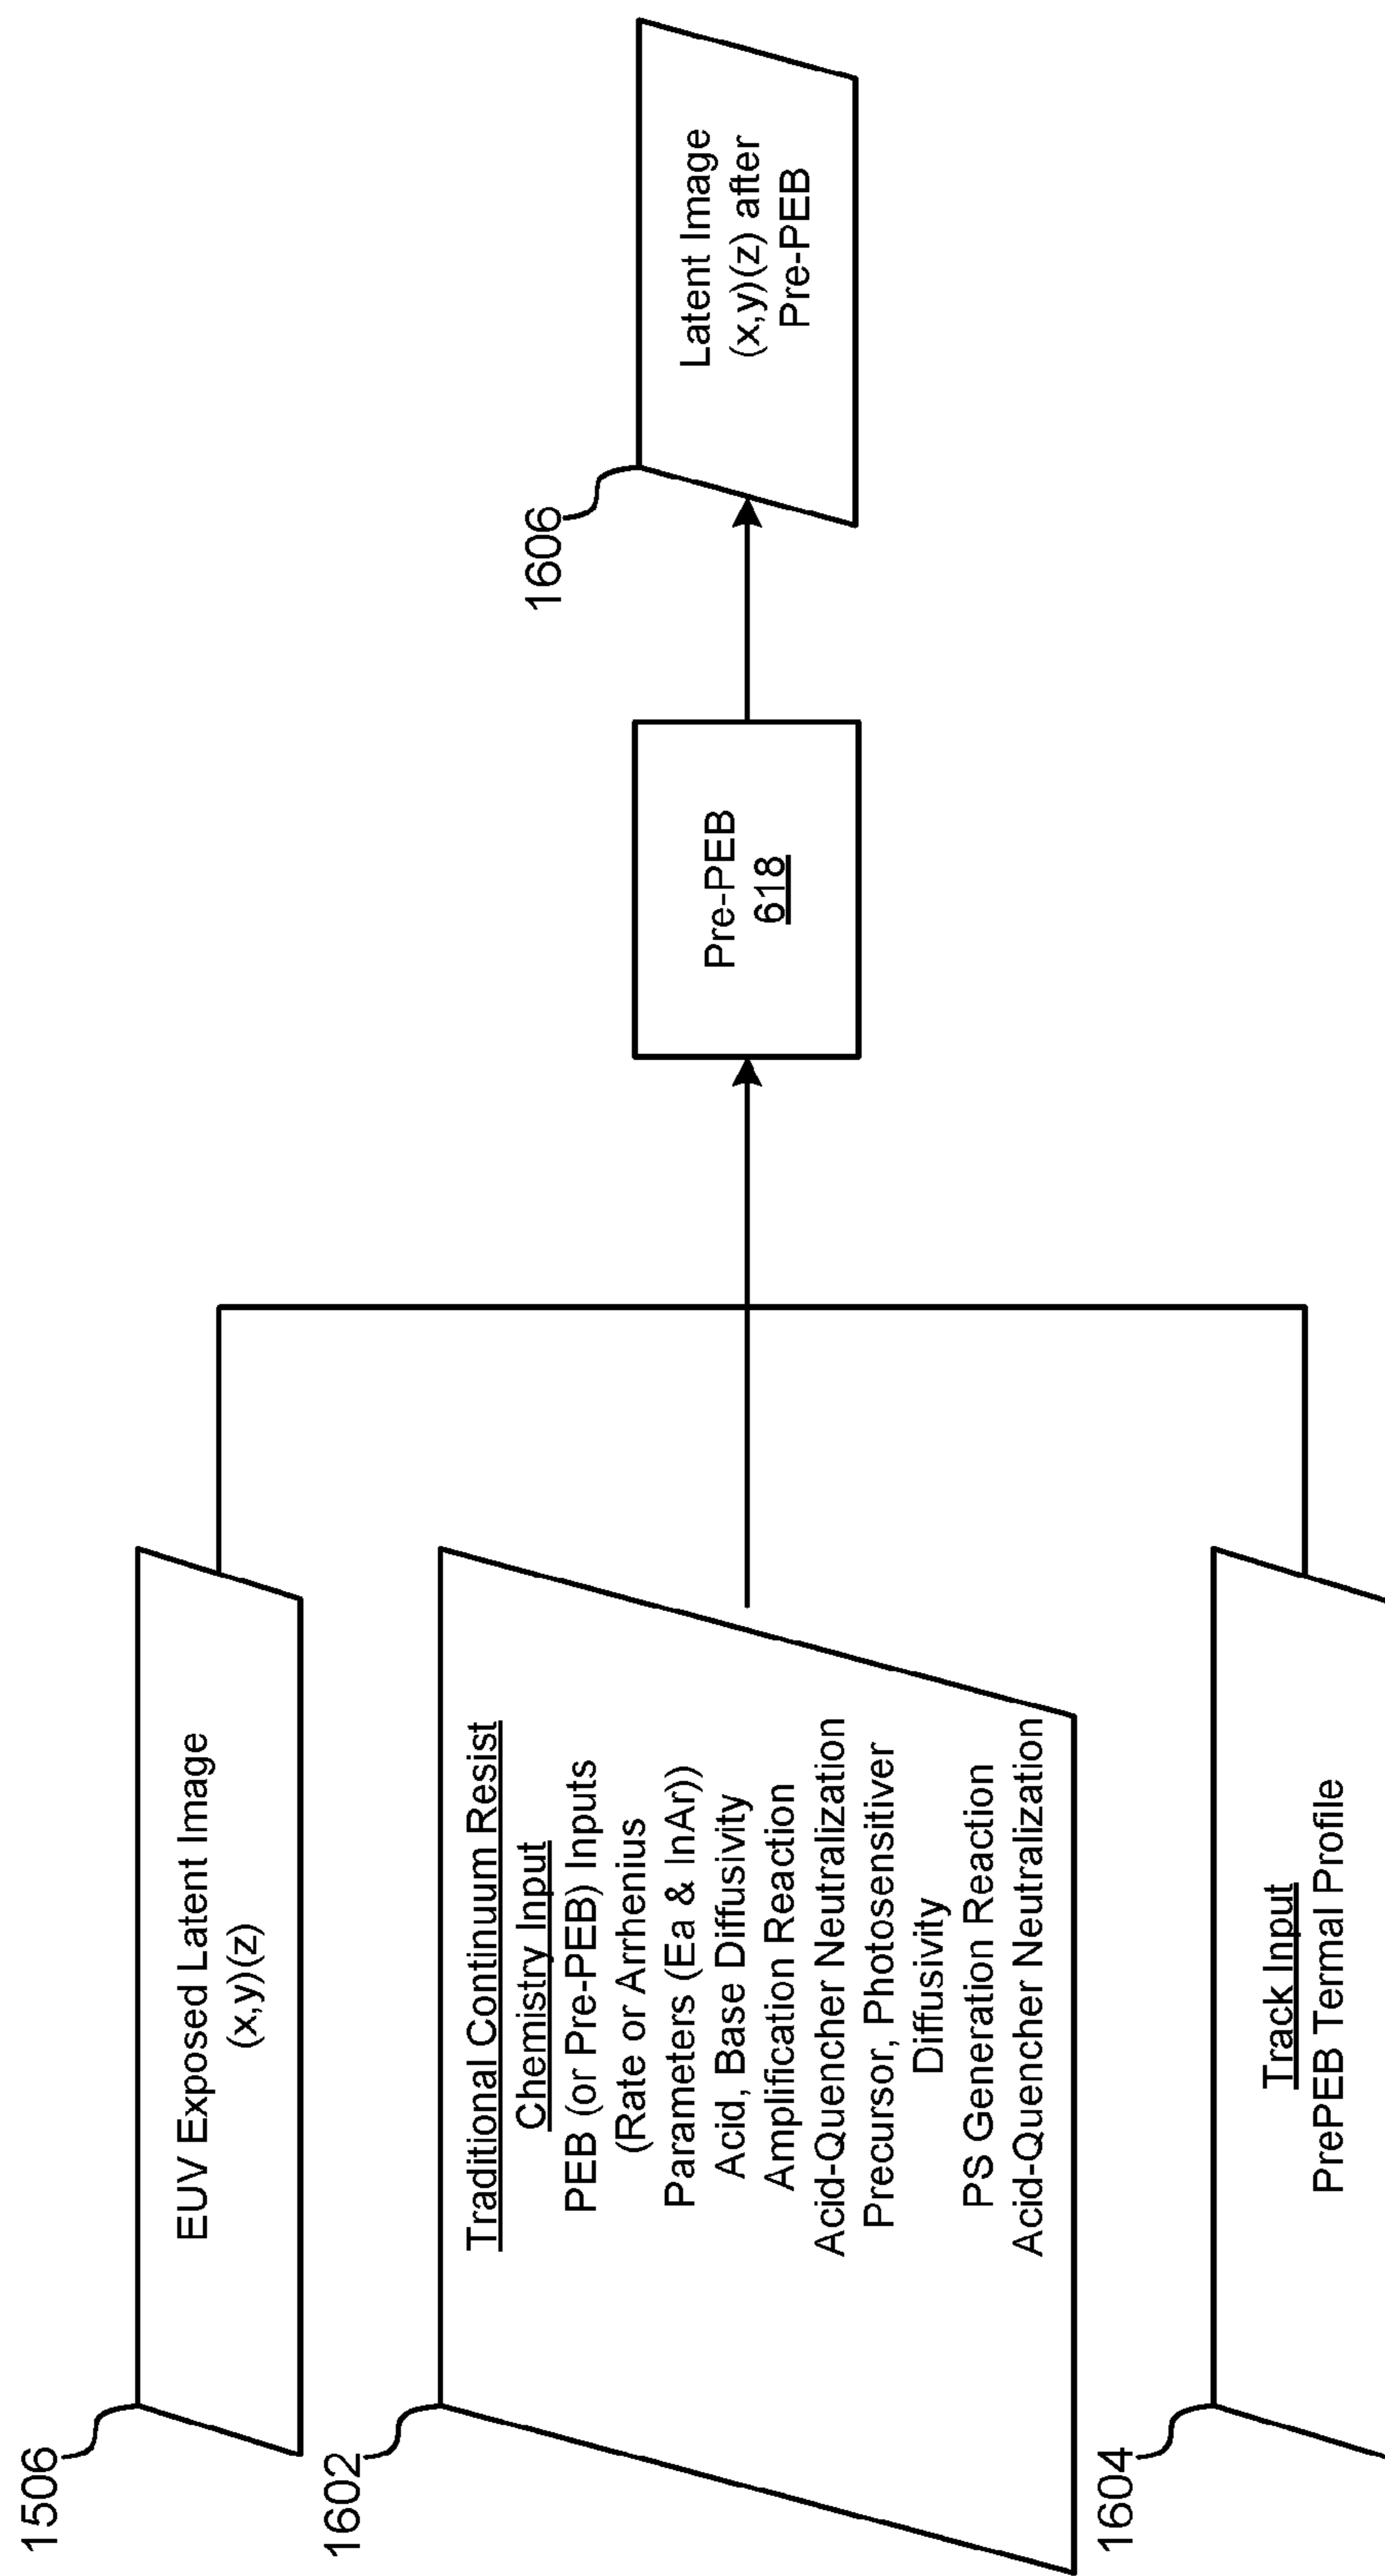 1506
EUV Exposed Latent Image
(x,y)(z)
1602
Traditional Continuum Resist
Chemistry Input
PEB (or Pre-PEB) Inputs
(Rate or Arrhenius
Parameters (Ea & lnAr))
Acid, Base Diffusivity
Amplification Reaction
Acid-Quencher Neutralization
Precursor, Photosensitiver
Diffusivity
PS Generation Reaction
Acid-Quencher Neutralization
1604
Track Input
PrePEB Termal Profile
Pre-PEB
618
1606
Latent Image
(x,y)(z) after
Pre-PEB